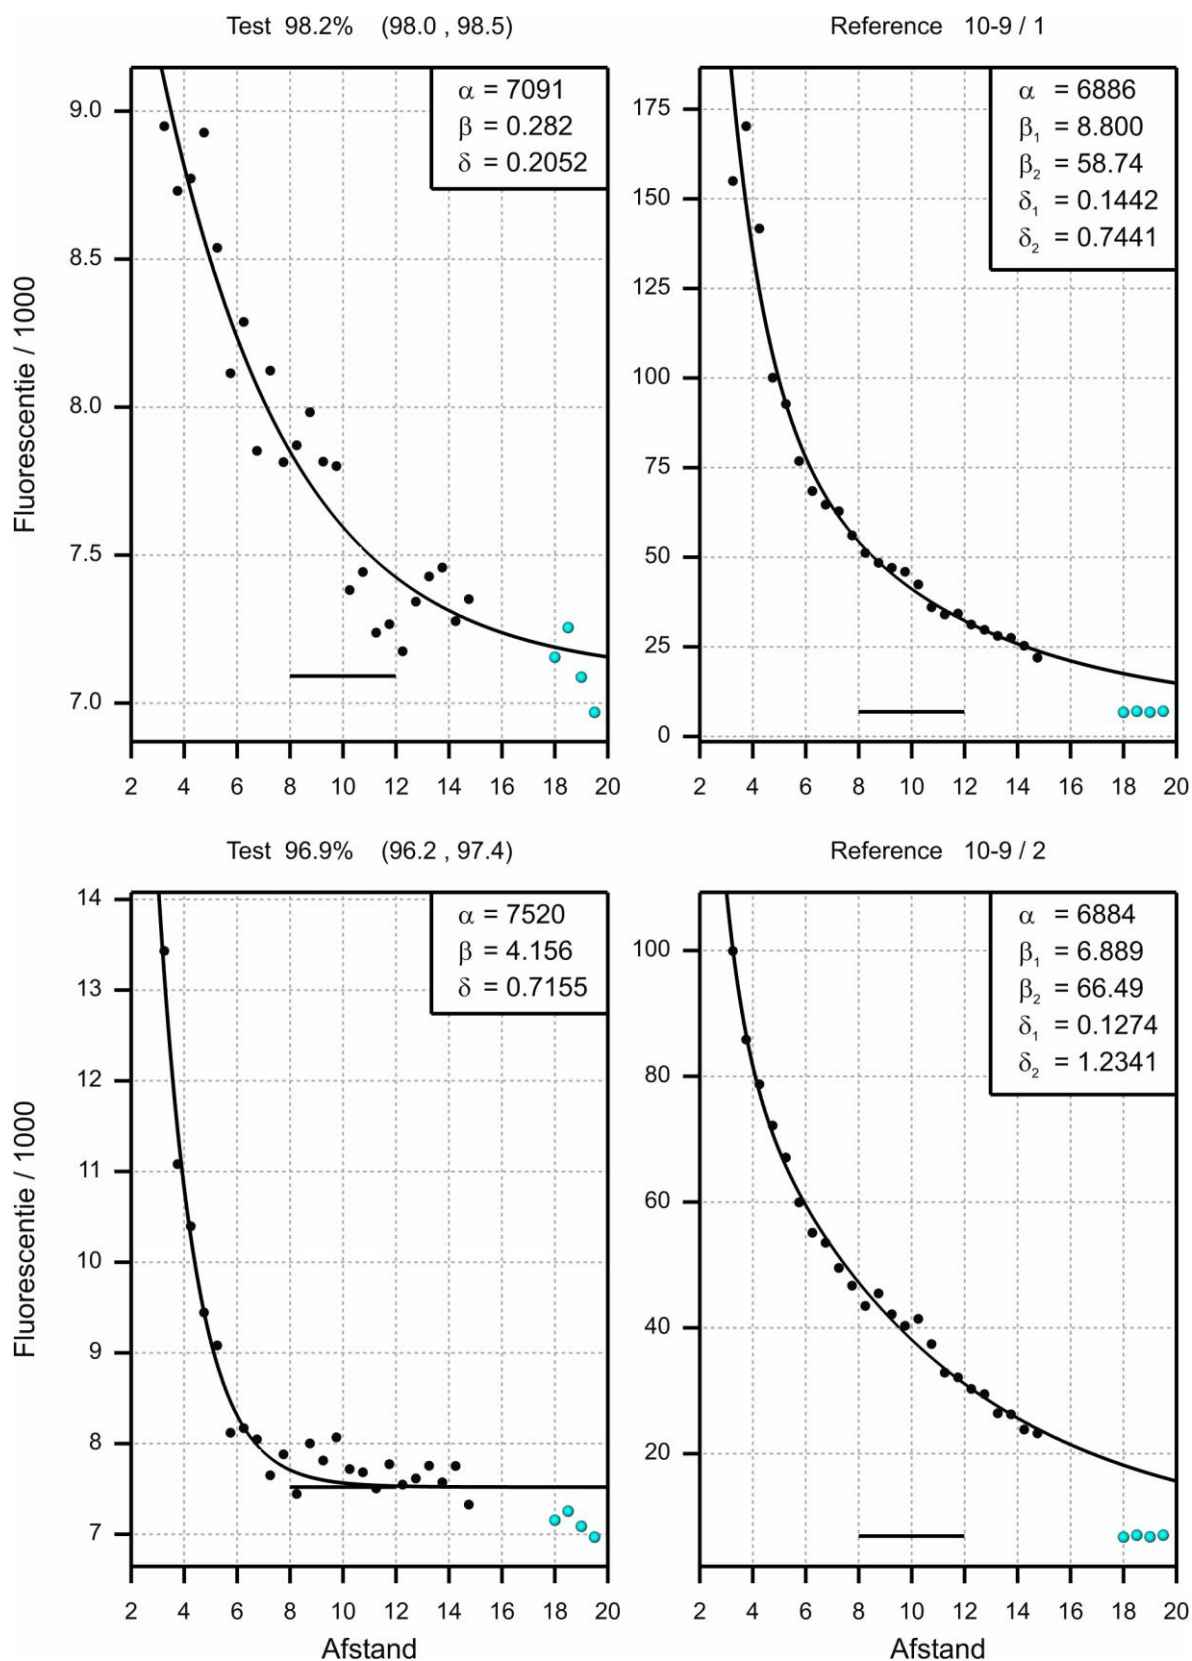 Test 98.2% (98.0 , 98.5)
α = 7091
β = 0.282
δ = 0.2052
Fluorescentie / 1000
9.0
8.5
8.0
7.5
7.0
2 4 6 8 10 12 14 16 18 20
Reference 10-9 / 1
α = 6886
β1 = 8.800
β2 = 58.74
δ1 = 0.1442
δ2 = 0.7441
175
150
125
100
75
50
25
0
2 4 6 8 10 12 14 16 18 20
Test 96.9% (96.2 , 97.4)
α = 7520
β = 4.156
δ = 0.7155
Fluorescentie / 1000
14
13
12
11
10
9
8
7
2 4 6 8 10 12 14 16 18 20
Afstand
Reference 10-9 / 2
α = 6884
β1 = 6.889
β2 = 66.49
δ1 = 0.1274
δ2 = 1.2341
100
80
60
40
20
2 4 6 8 10 12 14 16 18 20
Afstand